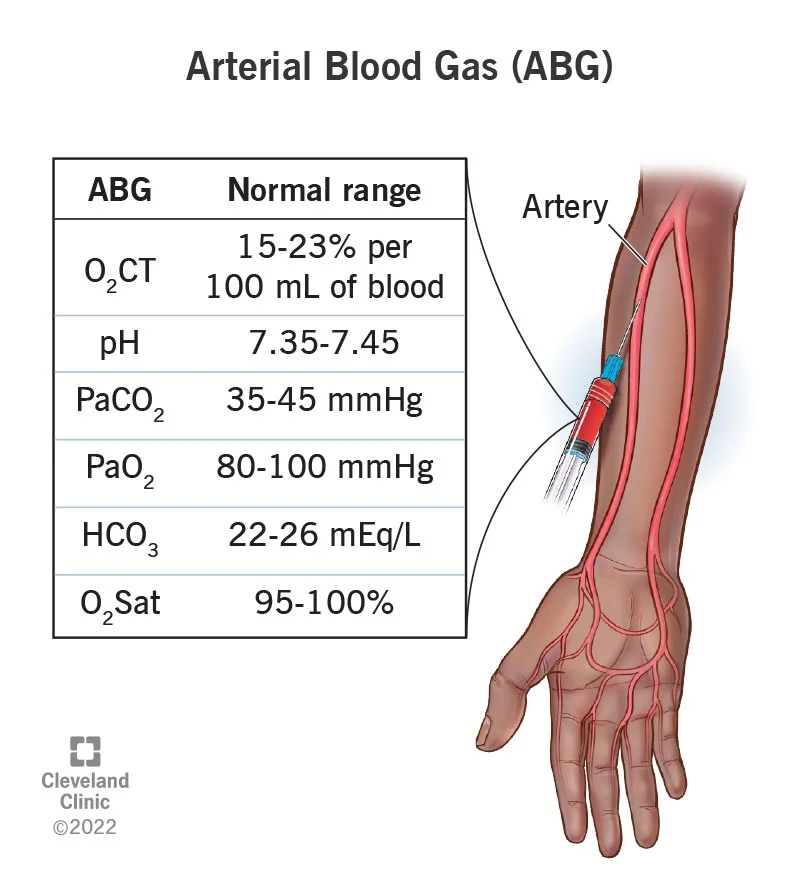 Arterial Blood Gas (ABG)
ABG Normal range
O₂CT 15-23% per
100 mL of blood
pH 7.35-7.45
PaCO₂ 35-45 mmHg
PaO₂ 80-100 mmHg
HCO₃ 22-26 mEq/L
O₂Sat 95-100%
Artery
Cleveland
Clinic
©2022